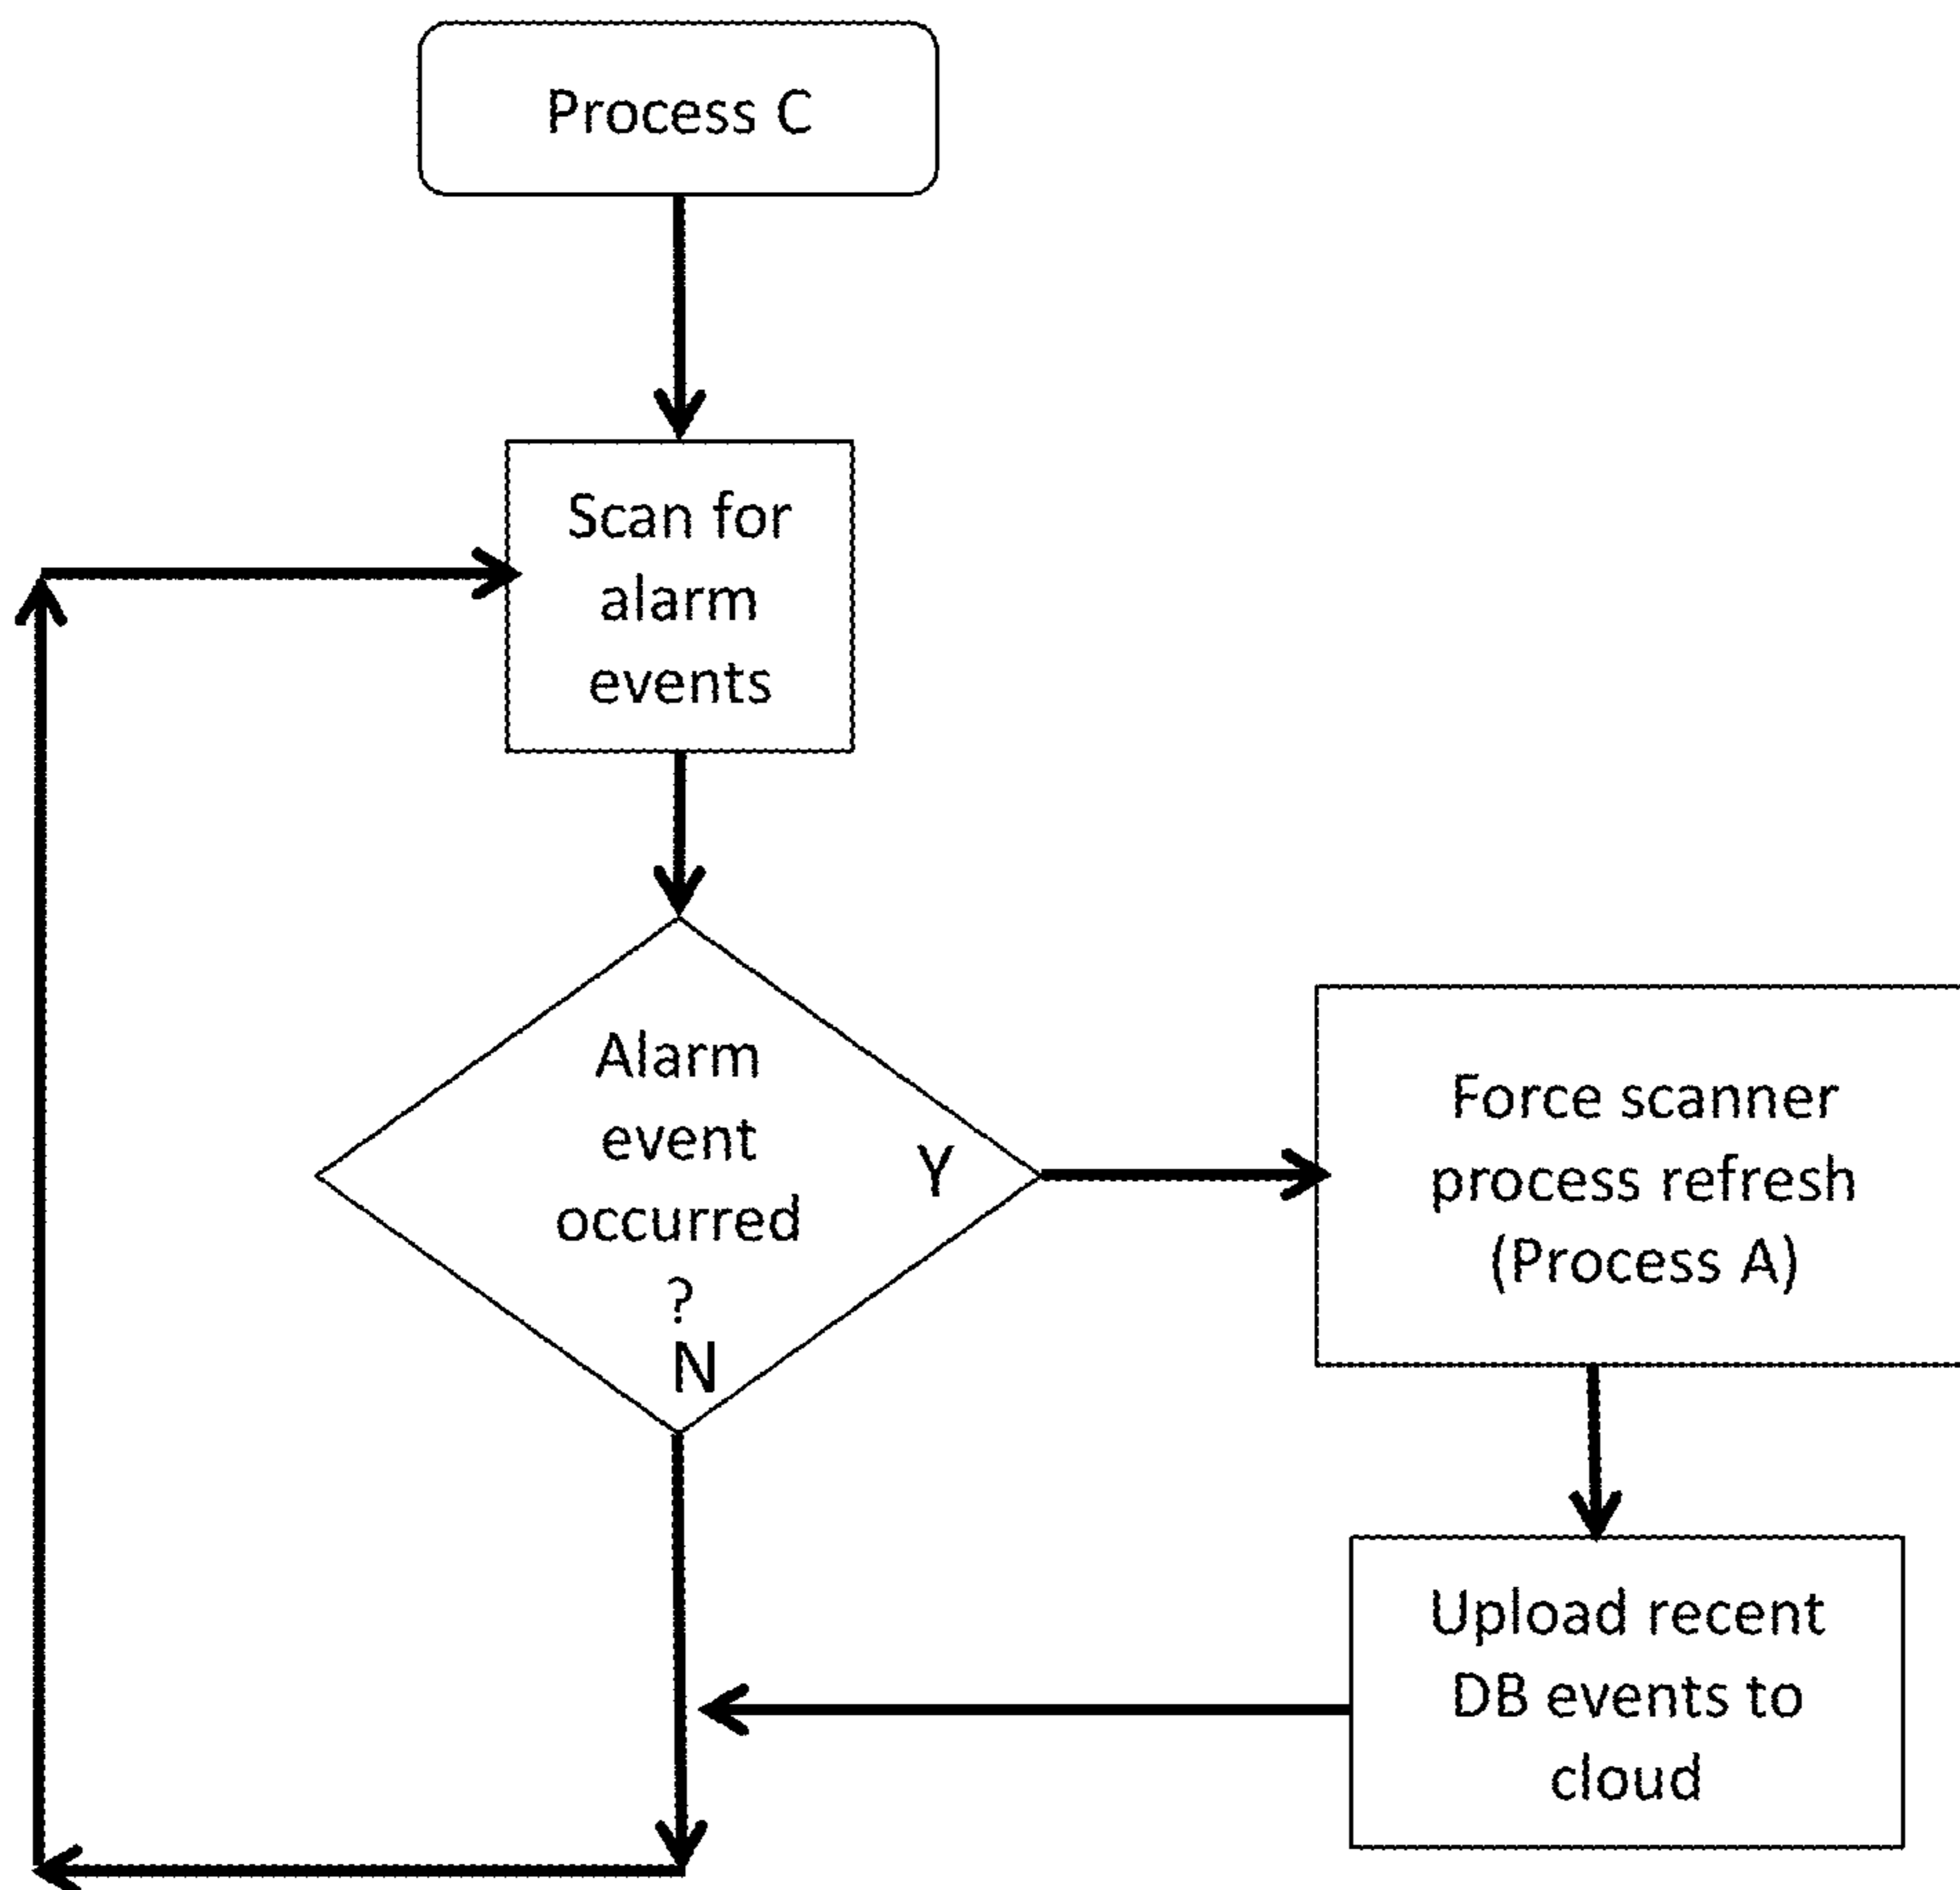 Process C
Scan for
alarm
events
Alarm
event
occurred
?
Y
N
Force scanner
process refresh
(Process A)
Upload recent
DB events to
cloud